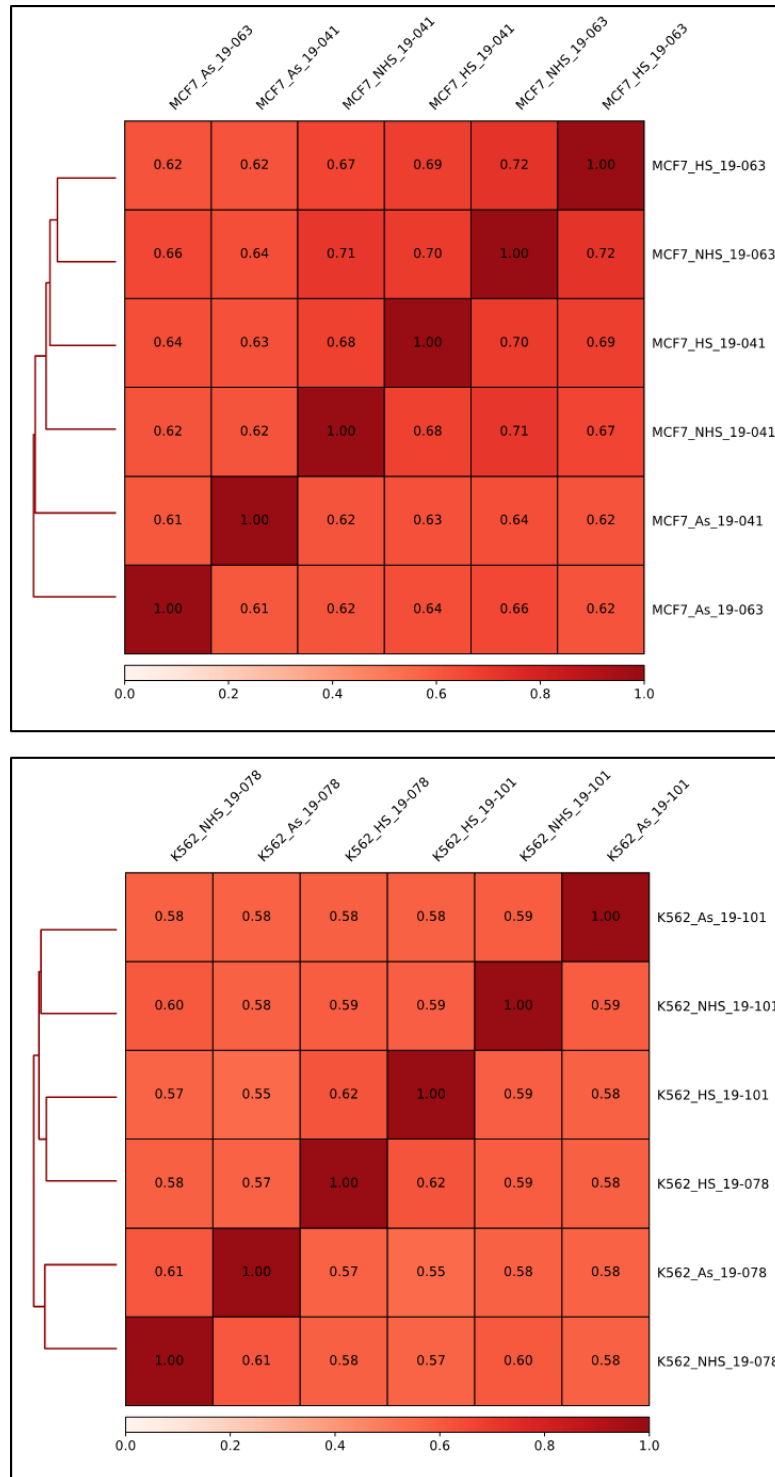 MCF7_As_19-063 MCF7_As_19-041 MCF7_NHS_19-041 MCF7_HS_19-041 MCF7_NHS_19-063 MCF7_HS_19-063
0.62 0.62 0.67 0.69 0.72 1.00 MCF7_HS_19-063
0.66 0.64 0.71 0.70 1.00 0.72 MCF7_NHS_19-063
0.64 0.63 0.68 1.00 0.70 0.69 MCF7_HS_19-041
0.62 0.62 1.00 0.68 0.71 0.67 MCF7_NHS_19-041
0.61 1.00 0.62 0.63 0.64 0.62 MCF7_As_19-041
1.00 0.61 0.62 0.64 0.66 0.62 MCF7_As_19-063
0.0 0.2 0.4 0.6 0.8 1.0
K562_NHS_19-078 K562_As_19-078 K562_HS_19-078 K562_HS_19-101 K562_NHS_19-101 K562_As_19-101
0.58 0.58 0.58 0.58 0.59 1.00 K562_As_19-101
0.60 0.58 0.59 0.59 1.00 0.59 K562_NHS_19-101
0.57 0.55 0.62 1.00 0.59 0.58 K562_HS_19-101
0.58 0.57 1.00 0.62 0.59 0.58 K562_HS_19-078
0.61 1.00 0.57 0.55 0.58 0.58 K562_As_19-078
1.00 0.61 0.58 0.57 0.60 0.58 K562_NHS_19-078
0.0 0.2 0.4 0.6 0.8 1.0